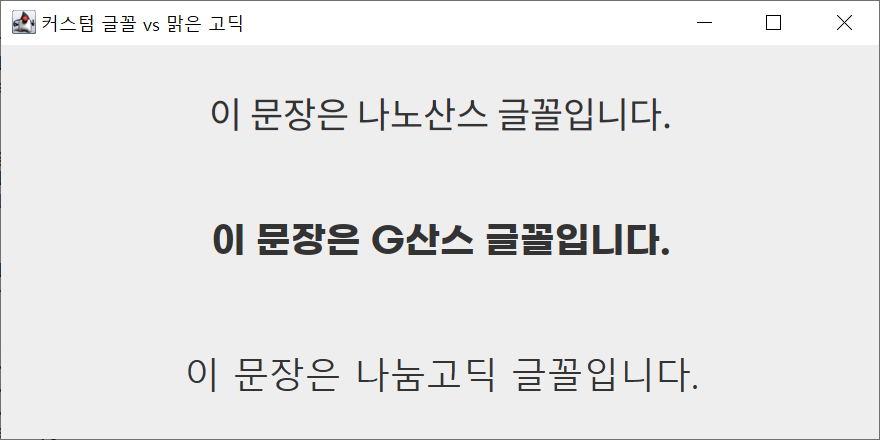 커스텀 글꼴 vs 맑은 고딕
이 문장은 나노산스 글꼴입니다.
이 문장은 G산스 글꼴입니다.
이 문장은 나눔고딕 글꼴입니다.